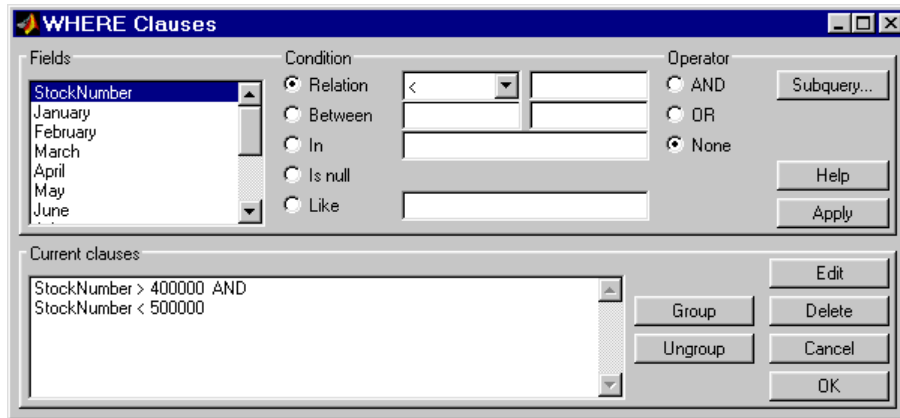 WHERE Clauses
Fields
StockNumber
January
February
March
April
May
June
Condition
Relation <
Between
In
Is null
Like
Operator
AND
OR
None
Subquery...
Help
Apply
Current clauses
StockNumber > 400000 AND
StockNumber < 500000
Group
Ungroup
Edit
Delete
Cancel
OK